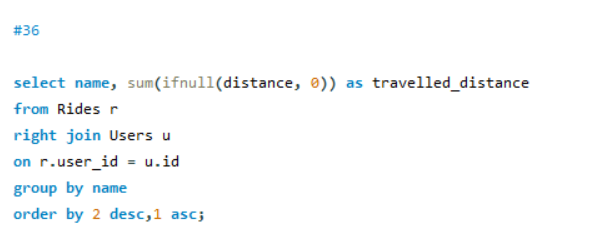 #36
select name, sum(ifnull(distance, 0)) as travelled_distance
from Rides r
right join Users u
on r.user_id = u.id
group by name
order by 2 desc,1 asc;